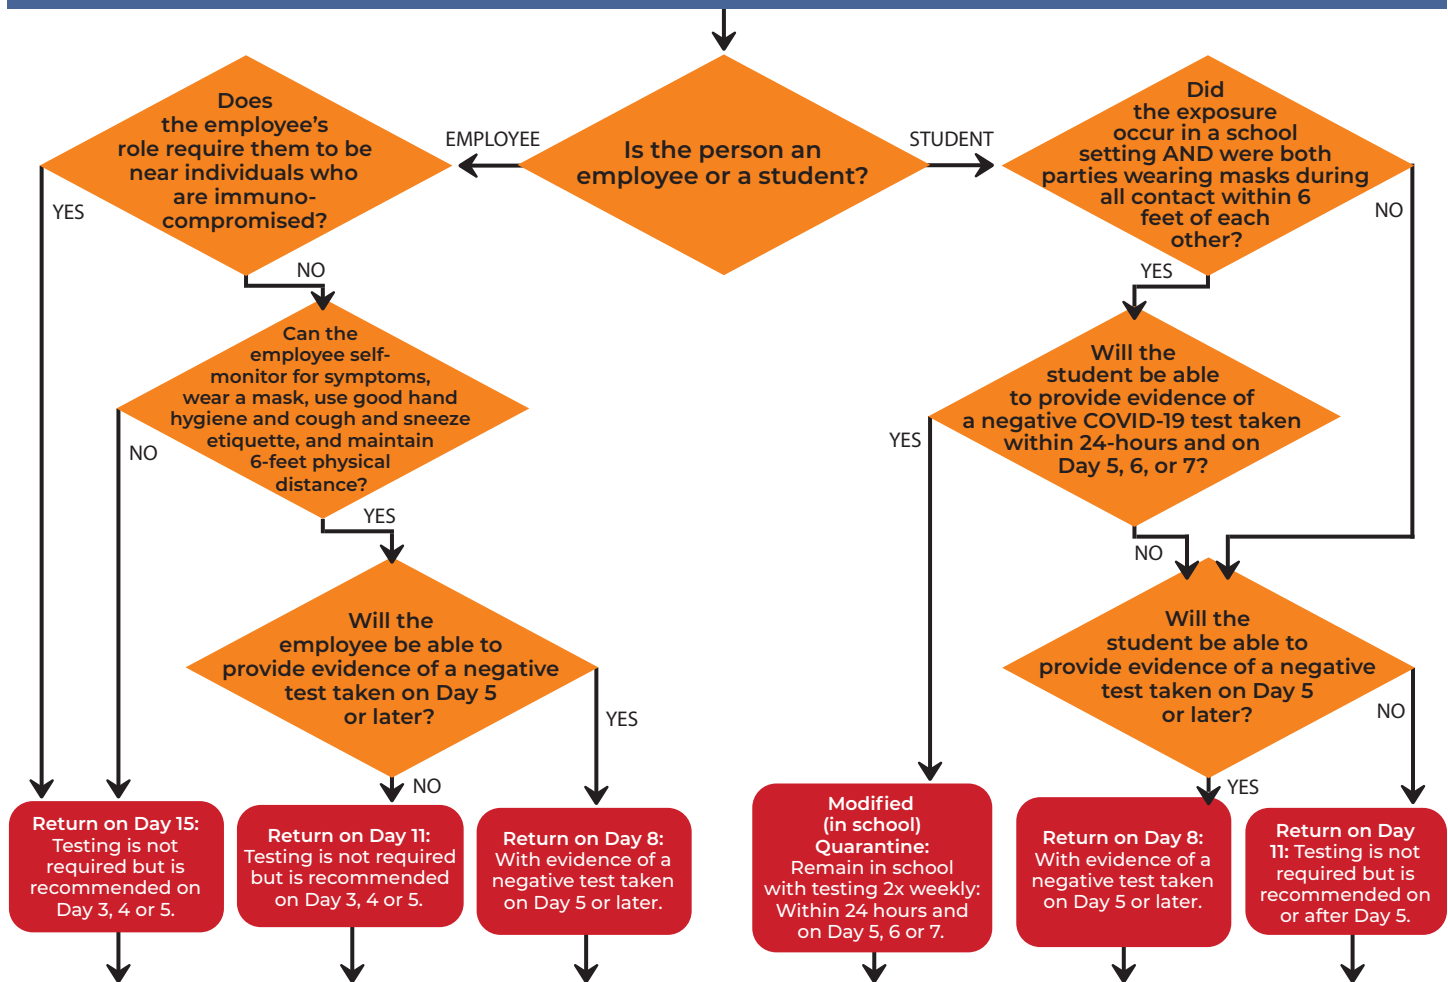 Is the person an
employee or a student?
EMPLOYEE
STUDENT
Does
the employee's
role require them to be
near individuals who
are immuno-
compromised?
YES
NO
Can the
employee self-
monitor for symptoms,
wear a mask, use good hand
hygiene and cough and sneeze
etiquette, and maintain
6-feet physical
distance?
NO
YES
Will the
employee be able to
provide evidence of a negative
test taken on Day 5
or later?
NO
YES
Did
the exposure
occur in a school
setting AND were both
parties wearing masks during
all contact within 6
feet of each
other?
YES
NO
Will the
student be able
to provide evidence of
a negative COVID-19 test taken
within 24-hours and on
Day 5, 6, or 7?
YES
NO
Will the
student be able to
provide evidence of a negative
test taken on Day 5
or later?
YES
NO
Return on Day 15:
Testing is not
required but is
recommended on
Day 3, 4 or 5.
Return on Day 11:
Testing is not required
but is recommended
on Day 3, 4 or 5.
Return on Day 8:
With evidence of a
negative test taken
on Day 5 or later.
Modified
(in school)
Quarantine:
Remain in school
with testing 2x weekly:
Within 24 hours and
on Day 5, 6 or 7.
Return on Day 8:
With evidence of a
negative test taken
on Day 5 or later.
Return on Day
11: Testing is not
required but is
recommended on
or after Day 5.